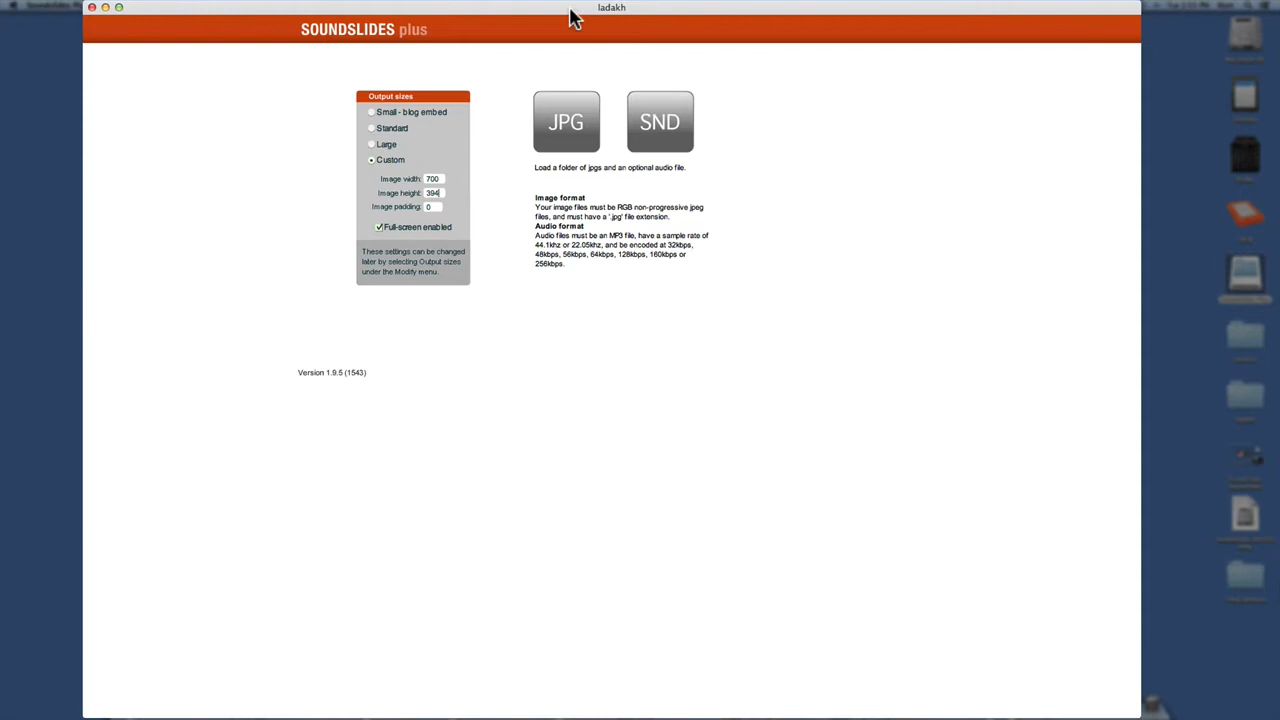 ladakh
SOUNDSLIDES plus
Output sizes
Small - blog embed
Standard
Large
Custom
Image width: 700
Image height: 394
Image padding: 0
Full-screen enabled
These settings can be changed
later by selecting Output sizes
under the Modify menu.
JPG
SND
Load a folder of jpgs and an optional audio file.
Image format
Your image files must be RGB non-progressive jpeg
files, and must have a '.jpg' file extension.
Audio format
Audio files must be an MP3 file, have a sample rate of
44.1khz or 22.05khz, and be encoded at 32kbps,
48kbps, 56kbps, 64kbps, 128kbps, 160kbps or
256kbps.
Version 1.9.5 (1543)